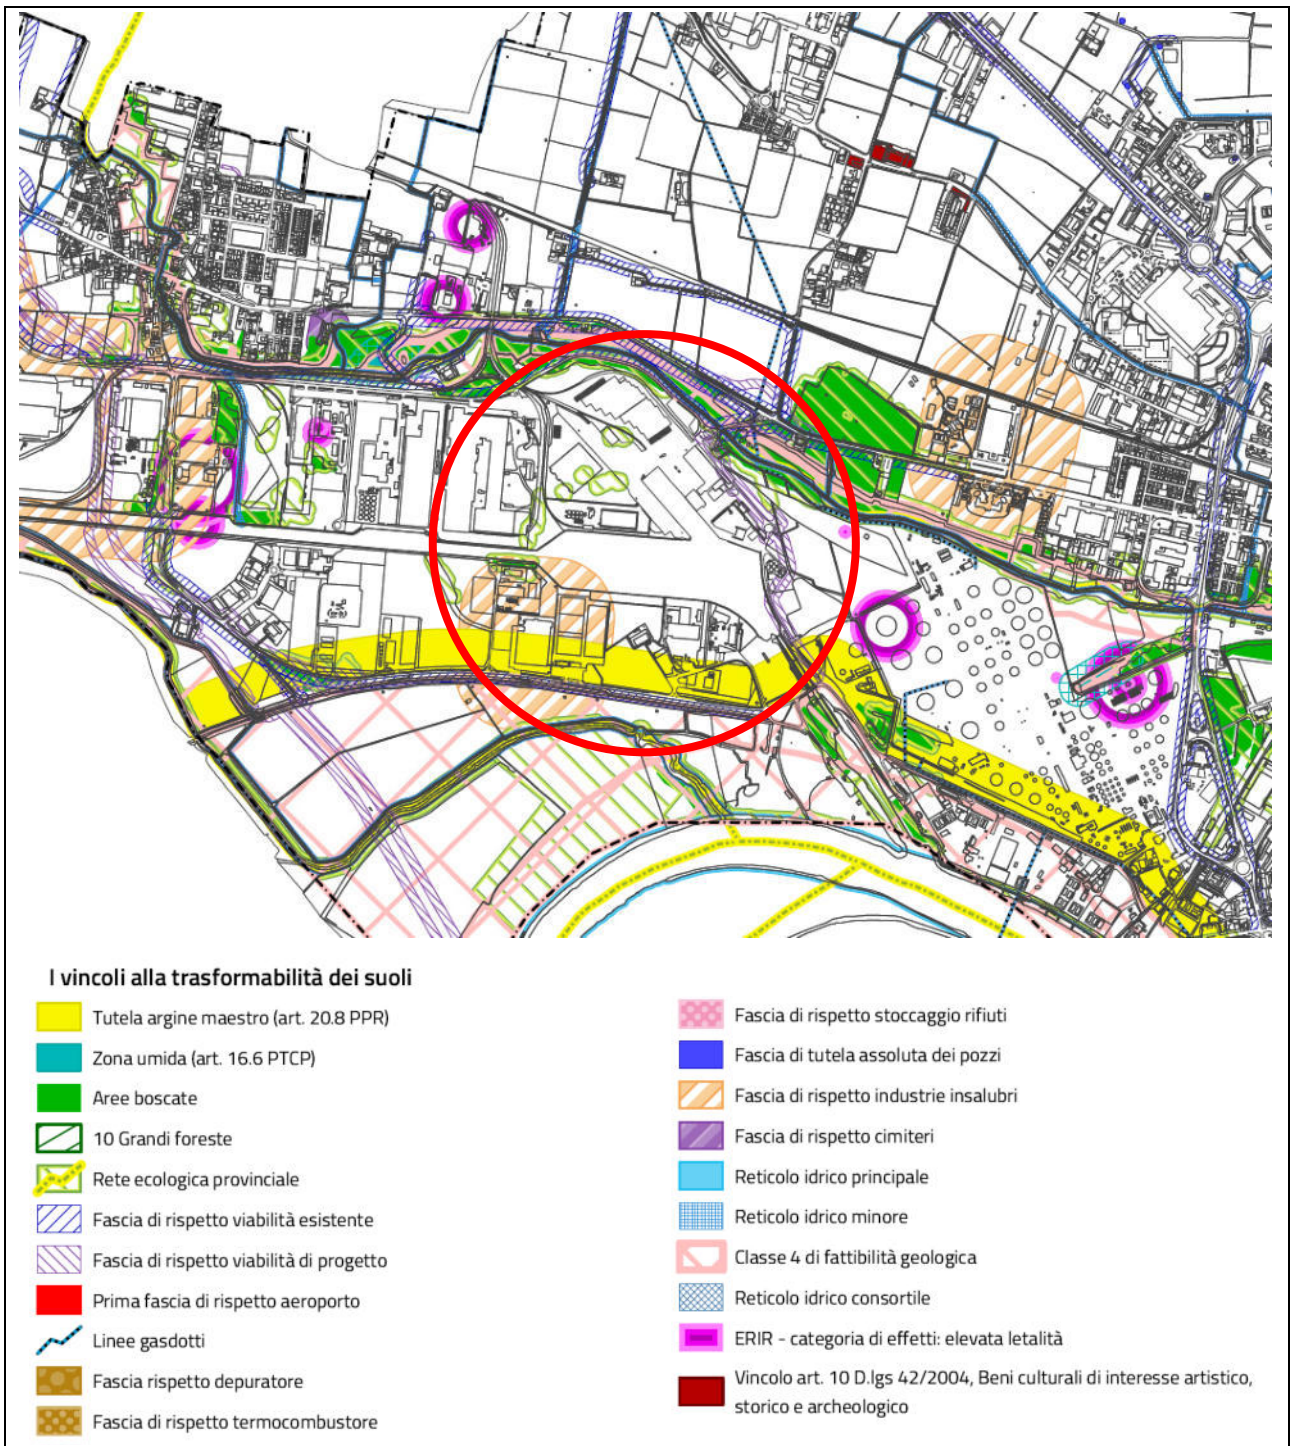 I vincoli alla trasformabilità dei suoli
Tutela argine maestro (art. 20.8 PPR)
Zona umida (art. 16.6 PTCP)
Aree boscate
10 Grandi foreste
Rete ecologica provinciale
Fascia di rispetto viabilità esistente
Fascia di rispetto viabilità di progetto
Prima fascia di rispetto aeroporto
Linee gasdotti
Fascia rispetto depuratore
Fascia di rispetto termocombustore
Fascia di rispetto stoccaggio rifiuti
Fascia di tutela assoluta dei pozzi
Fascia di rispetto industrie insalubri
Fascia di rispetto cimiteri
Reticolo idrico principale
Reticolo idrico minore
Classe 4 di fattibilità geologica
Reticolo idrico consortile
ERIR - categoria di effetti: elevata letalità
Vincolo art. 10 D.lgs 42/2004, Beni culturali di interesse artistico,
storico e archeologico